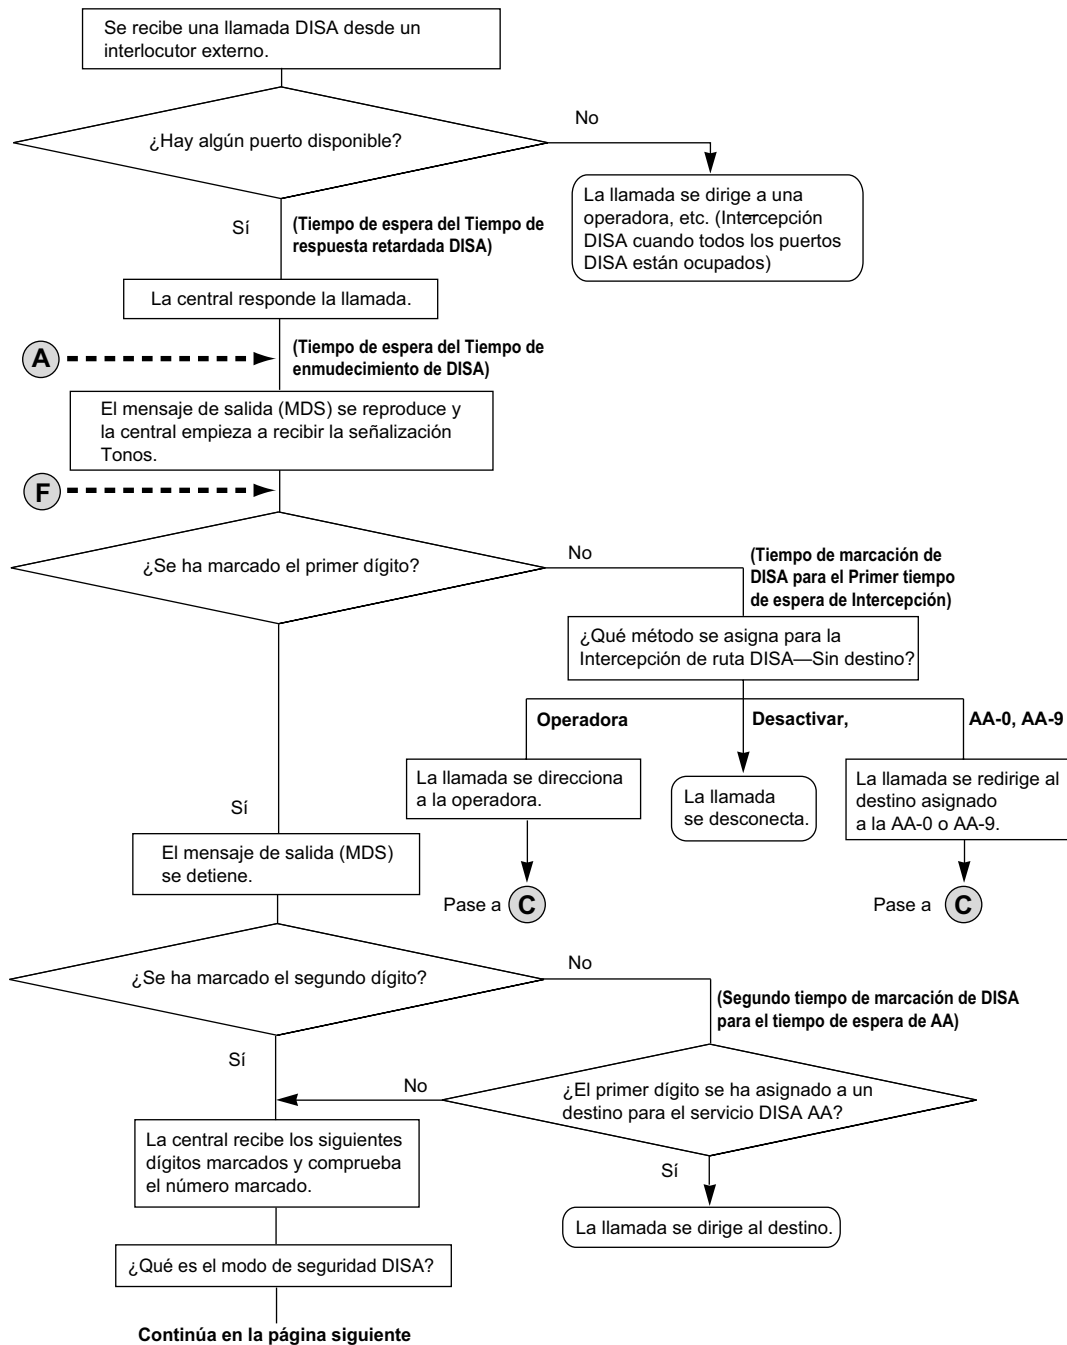 Se recibe una llamada DISA desde un
interlocutor externo.
¿Hay algún puerto disponible?
No
La llamada se dirige a una
operadora, etc. (Intercepción
DISA cuando todos los puertos
DISA están ocupados)
Sí
(Tiempo de espera del Tiempo de
respuesta retardada DISA)
La central responde la llamada.
A
(Tiempo de espera del Tiempo de
enmudecimiento de DISA)
El mensaje de salida (MDS) se reproduce y
la central empieza a recibir la señalización
Tonos.
F
¿Se ha marcado el primer dígito?
No
(Tiempo de marcación de
DISA para el Primer tiempo
de espera de Intercepción)
¿Qué método se asigna para la
Intercepción de ruta DISA—Sin destino?
Operadora
Desactivar,
AA-0, AA-9
La llamada se direcciona
a la operadora.
La llamada
se desconecta.
La llamada se redirige al
destino asignado
a la AA-0 o AA-9.
Sí
El mensaje de salida (MDS)
se detiene.
Pase a C
Pase a C
¿Se ha marcado el segundo dígito?
No
(Segundo tiempo de marcación de DISA
para el tiempo de espera de AA)
Sí
No
¿El primer dígito se ha asignado a un
destino para el servicio DISA AA?
La central recibe los siguientes
dígitos marcados y comprueba
el número marcado.
Sí
La llamada se dirige al destino.
¿Qué es el modo de seguridad DISA?
Continúa en la página siguiente